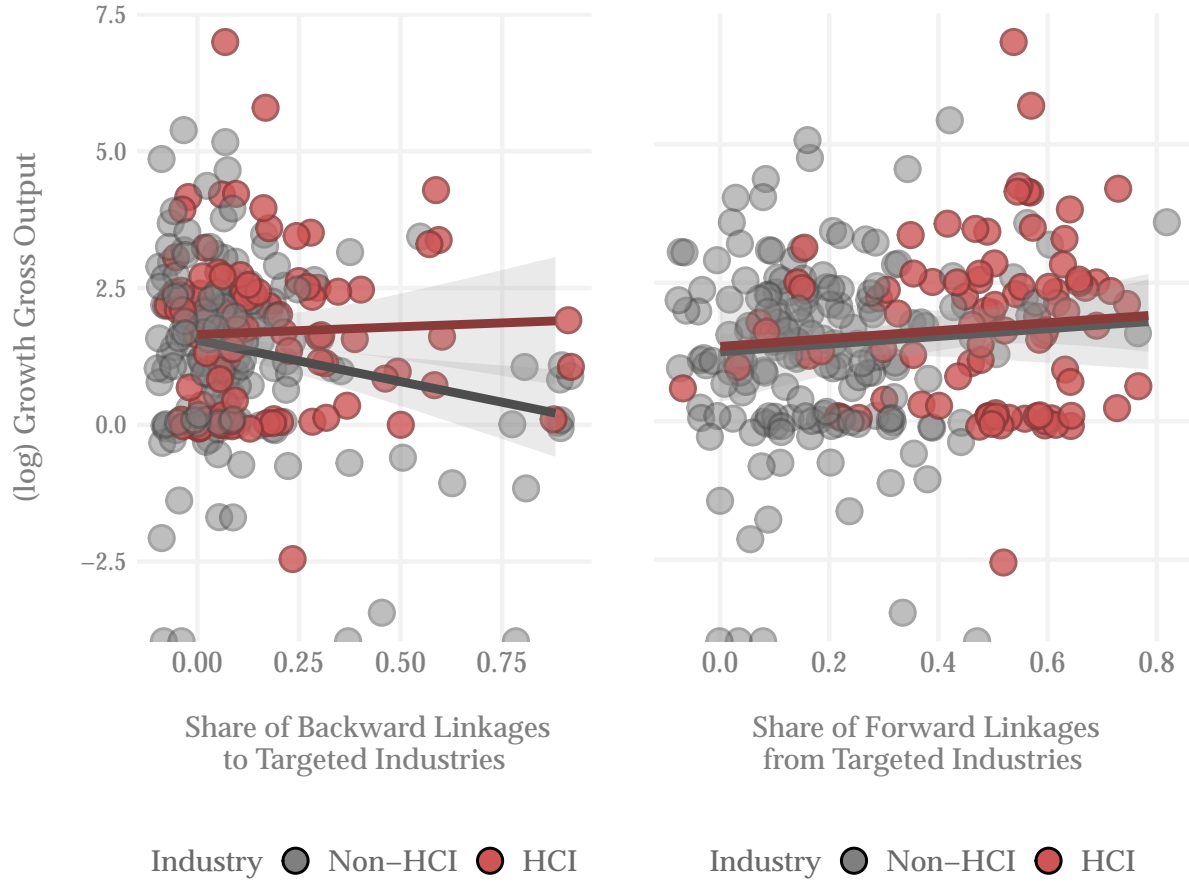 7.5
5.0
2.5
0.0
−2.5
(log) Growth Gross Output
0.00 0.25 0.50 0.75
0.0 0.2 0.4 0.6 0.8
Share of Backward Linkages
to Targeted Industries
Share of Forward Linkages
from Targeted Industries
Industry Non−HCI HCI
Industry Non−HCI HCI